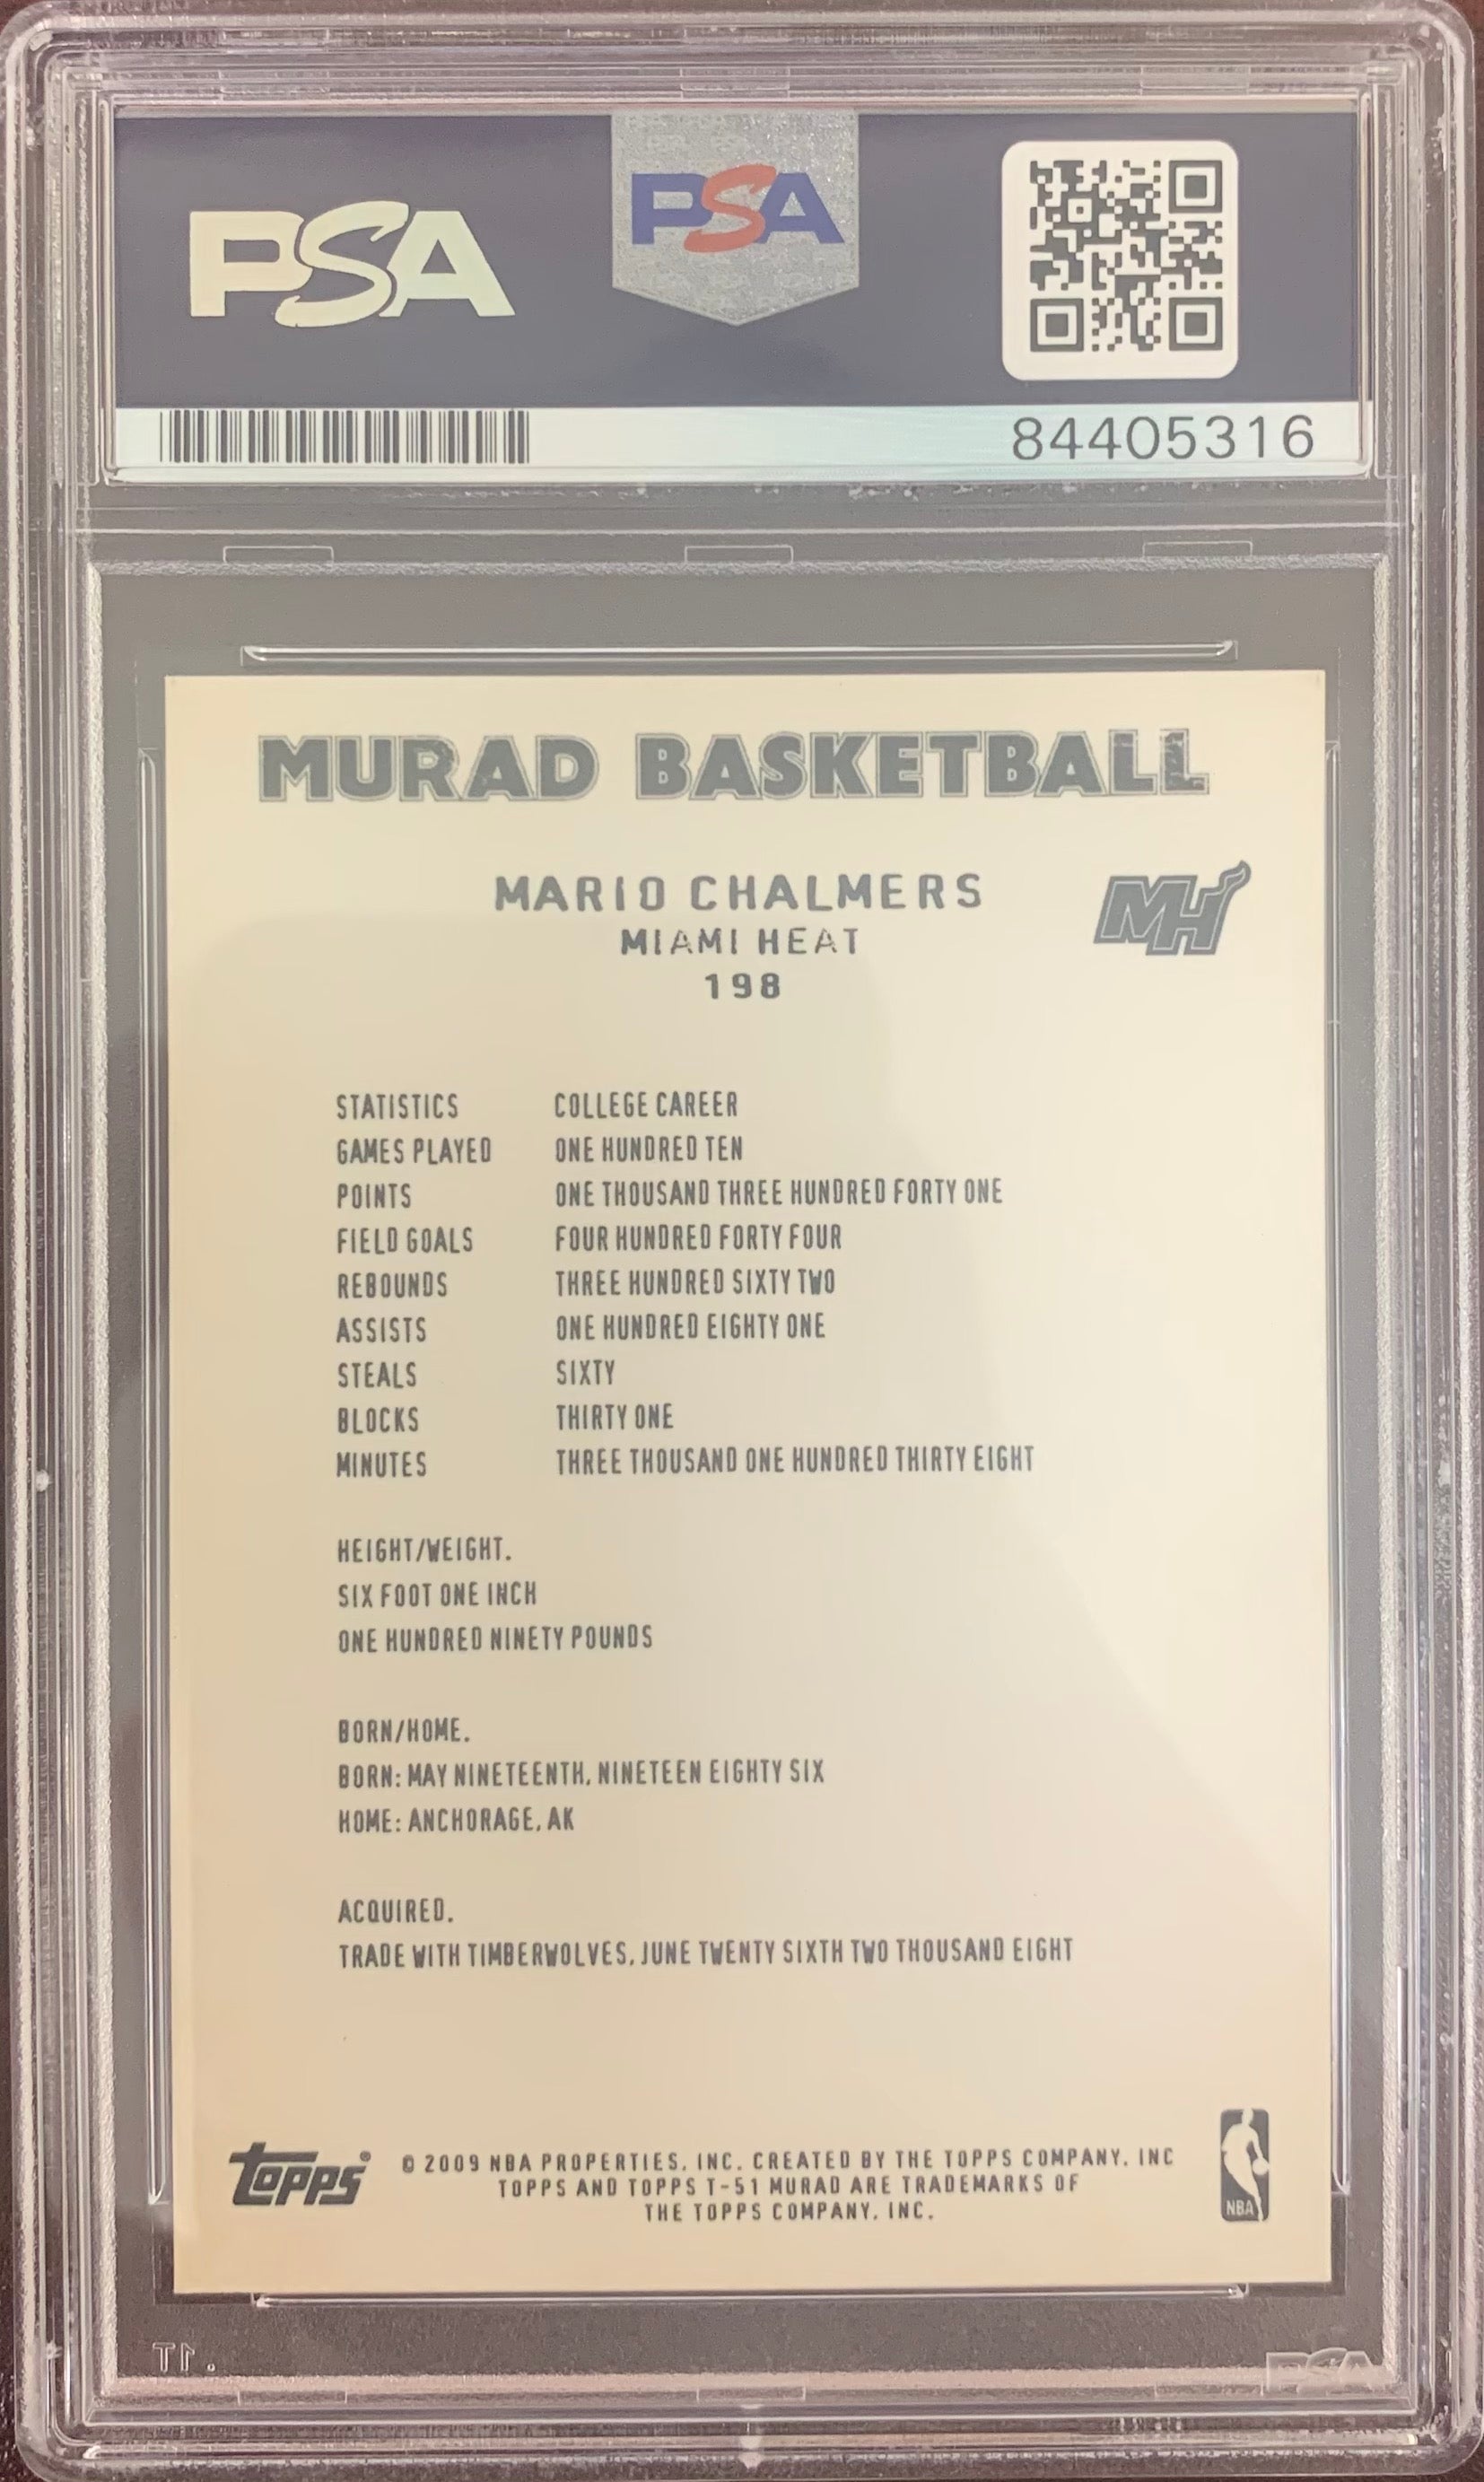 PSA
PSA
84405316
MURAD BASKETBALL
MARIO CHALMERS
MH
MIAMI HEAT
198
STATISTICS COLLEGE CAREER
GAMES PLAYED ONE HUNDRED TEN
POINTS ONE THOUSAND THREE HUNDRED FORTY ONE
FIELD GOALS FOUR HUNDRED FORTY FOUR
REBOUNDS THREE HUNDRED SIXTY TWO
ASSISTS ONE HUNDRED EIGHTY ONE
STEALS SIXTY
BLOCKS THIRTY ONE
MINUTES THREE THOUSAND ONE HUNDRED THIRTY EIGHT
HEIGHT/WEIGHT.
SIX FOOT ONE INCH
ONE HUNDRED NINETY POUNDS
BORN/HOME.
BORN: MAY NINETEENTH, NINETEEN EIGHTY SIX
HOME: ANCHORAGE, AK
ACQUIRED.
TRADE WITH TIMBERWOLVES, JUNE TWENTY SIXTH TWO THOUSAND EIGHT
Topps® © 2009 NBA PROPERTIES, INC. CREATED BY THE TOPPS COMPANY, INC
TOPPS AND TOPPS T-51 MURAD ARE TRADEMARKS OF
THE TOPPS COMPANY, INC.
NBA
PSA